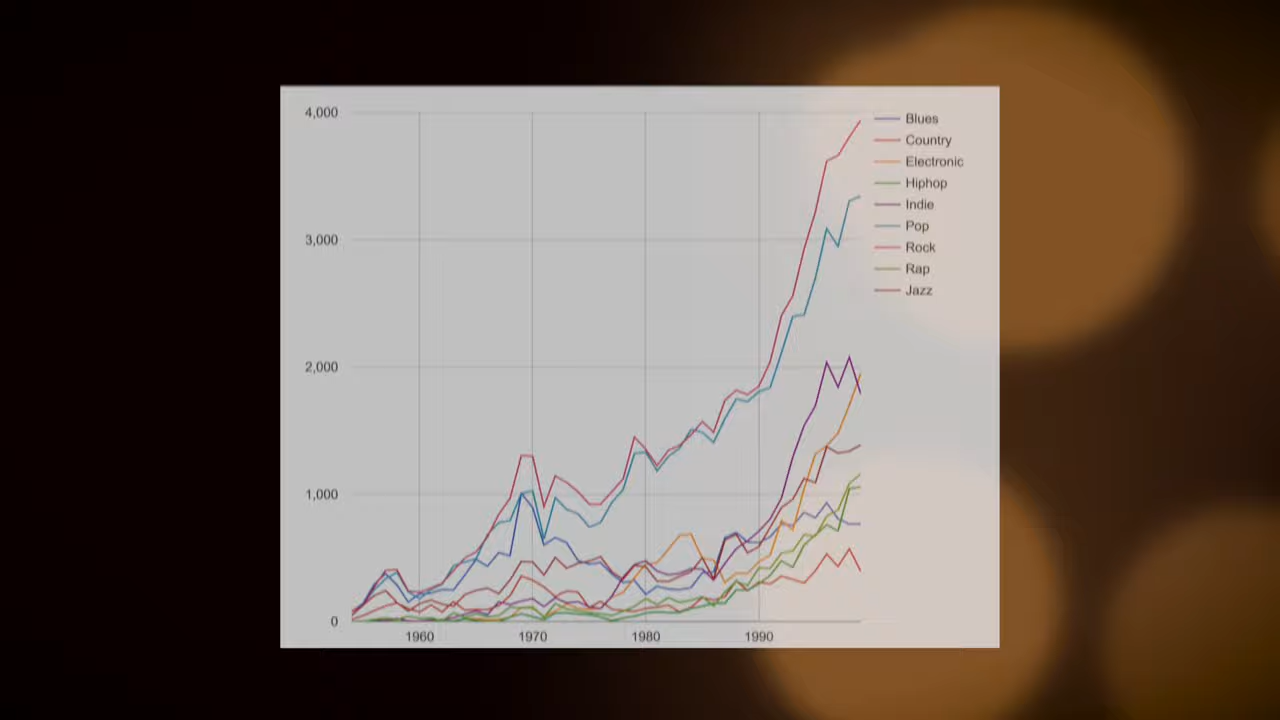 4,000
3,000
2,000
1,000
0
1960 1970 1980 1990
Blues
Country
Electronic
Hiphop
Indie
Pop
Rock
Rap
Jazz